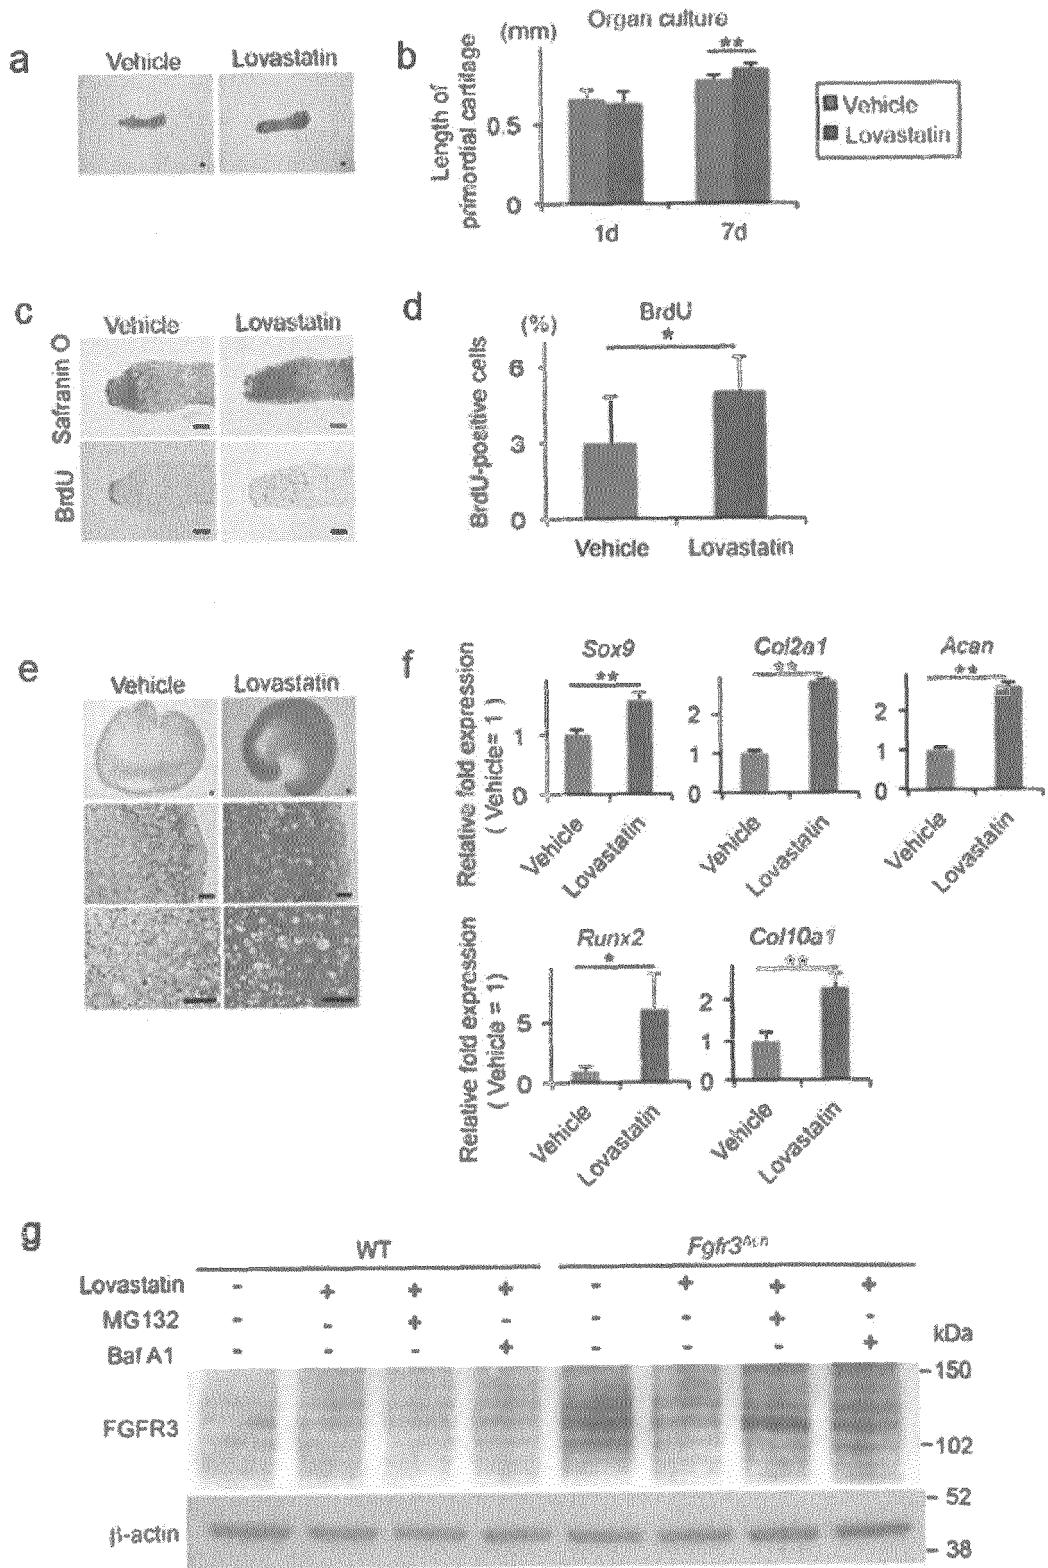 a
Vehicle Lovastatin
b
(mm) Organ culture
**
Length of
primordial cartilage
0.5
0
1d 7d
Vehicle
Lovastatin
c
Vehicle Lovastatin
Safranin O
BrdU
d
(%) BrdU
*
BrdU-positive cells
6
3
0
Vehicle Lovastatin
e
Vehicle Lovastatin
f
Relative fold expression
( Vehicle= 1 )
Sox9
**
1
0
Vehicle
Lovastatin
Col2a1
**
2
1
0
Vehicle
Lovastatin
Acan
**
2
1
0
Vehicle
Lovastatin
Relative fold expression
( Vehicle = 1 )
Runx2
*
5
0
Vehicle
Lovastatin
Col10a1
**
2
1
0
Vehicle
Lovastatin
g
WT Fgfr3
Lovastatin - + + + - + + +
MG132 - - + - - - + -
Baf A1 - - - + - - - +
kDa
FGFR3
150
102
52
β-actin
38